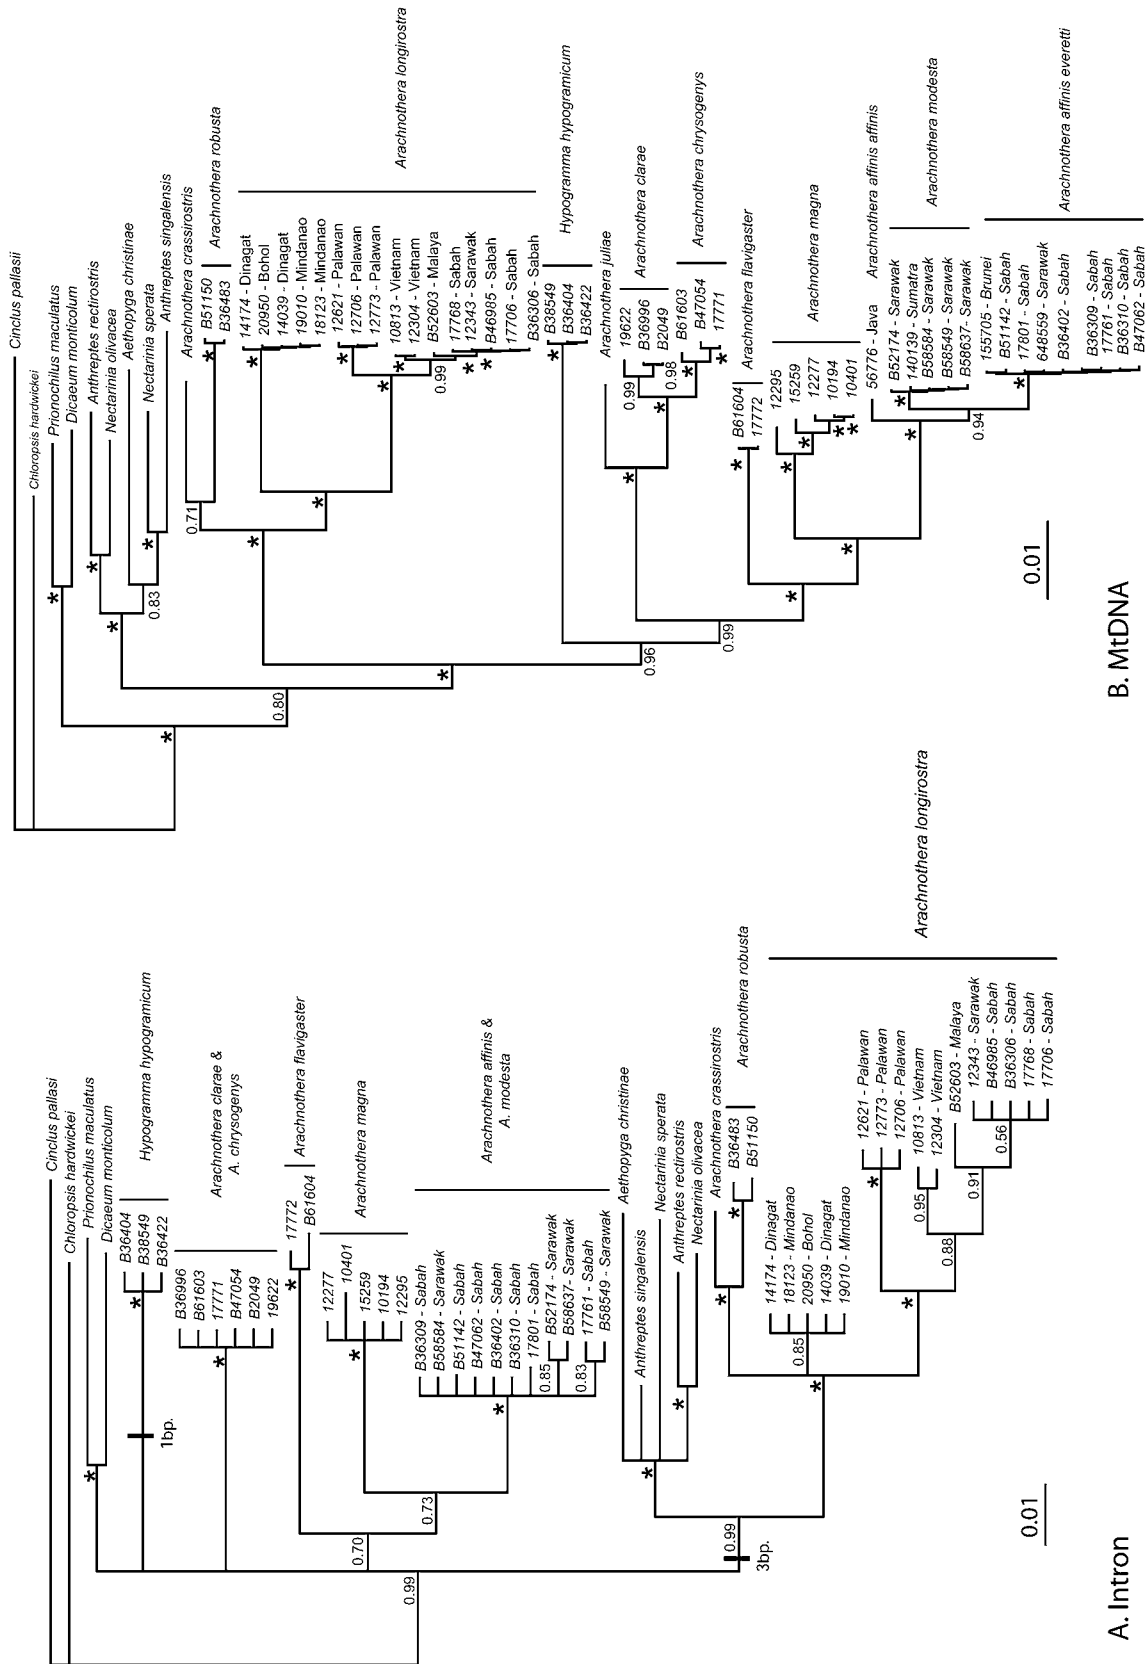 Cinclus pallasi
Chloropsis hardwickei
Prionochilus maculatus
Dicaeum monticolum
B36404
B38549
B36422
Hypogramma hypogramicum
B36996
B61603
17771
B47054
B2049
19622
Arachnothera clarae &
A. chrysogenys
17772
B61604
Arachnothera flavigaster
12277
10401
15259
10194
12295
Arachnothera magna
B36309 - Sabah
B58584 - Sarawak
B51142 - Sabah
B47062 - Sabah
B36402 - Sabah
B36310 - Sabah
17801 - Sabah
B52174 - Sarawak
B58637- Sarawak
17761 - Sabah
B58549 - Sarawak
Arachnothera affinis &
A. modesta
Aethopyga christinae
Anthreptes singalensis
Nectarinia sperata
Anthreptes rectirostris
Nectarinia olivacea
Arachnothera crassirostris
B36483
B51150
Arachnothera robusta
14174 - Dinagat
18123 - Mindanao
20950 - Bohol
14039 - Dinagat
19010 - Mindanao
12621 - Palawan
12773 - Palawan
12706 - Palawan
10813 - Vietnam
12304 - Vietnam
B52603 - Malaya
12343 - Sarawak
B46985 - Sabah
B36306 - Sabah
17768 - Sabah
17706 - Sabah
Arachnothera longirostra
*
*
1bp.
*
*
*
*
0.85
0.83
0.73
0.70
0.99
*
*
*
0.85
*
*
*
0.95
0.88
0.91
0.56
0.99
3bp.
0.01
A. Intron
Cinclus pallasii
Chloropsis hardwickei
Prionochilus maculatus
Dicaeum monticolum
Anthreptes rectirostris
Nectarinia olivacea
Aethopyga christinae
Nectarinia sperata
Anthreptes singalensis
Arachnothera crassirostris
B51150
B36483
Arachnothera robusta
14174 - Dinagat
20950 - Bohol
14039 - Dinagat
19010 - Mindanao
18123 - Mindanao
12621 - Palawan
12706 - Palawan
12773 - Palawan
10813 - Vietnam
12304 - Vietnam
B52603 - Malaya
17768 - Sabah
12343 - Sarawak
B46985 - Sabah
17706 - Sabah
B36306 - Sabah
Arachnothera longirostra
B38549
B36404
B36422
Hypogramma hypogramicum
Arachnothera juliae
19622
B36996
B2049
Arachnothera clarae
B61603
B47054
17771
Arachnothera chrysogenys
B61604
17772
Arachnothera flavigaster
12295
15259
12277
10194
10401
Arachnothera magna
56776 - Java
Arachnothera affinis affinis
B52174 - Sarawak
140139 - Sumatra
B58584 - Sarawak
B58549 - Sarawak
B58637- Sarawak
Arachnothera modesta
155705 - Brunei
B51142 - Sabah
17801 - Sabah
648559 - Sarawak
B36402 - Sabah
B36309 - Sabah
17761 - Sabah
B36310 - Sabah
B47062 - Sabah
Arachnothera affinis everetti
*
*
*
*
*
0.83
0.80
*
0.71
*
*
*
*
*
*
*
0.99
*
*
0.96
*
0.99
*
0.99
0.98
*
*
*
*
*
*
*
*
*
*
*
*
0.94
*
0.01
B. MtDNA